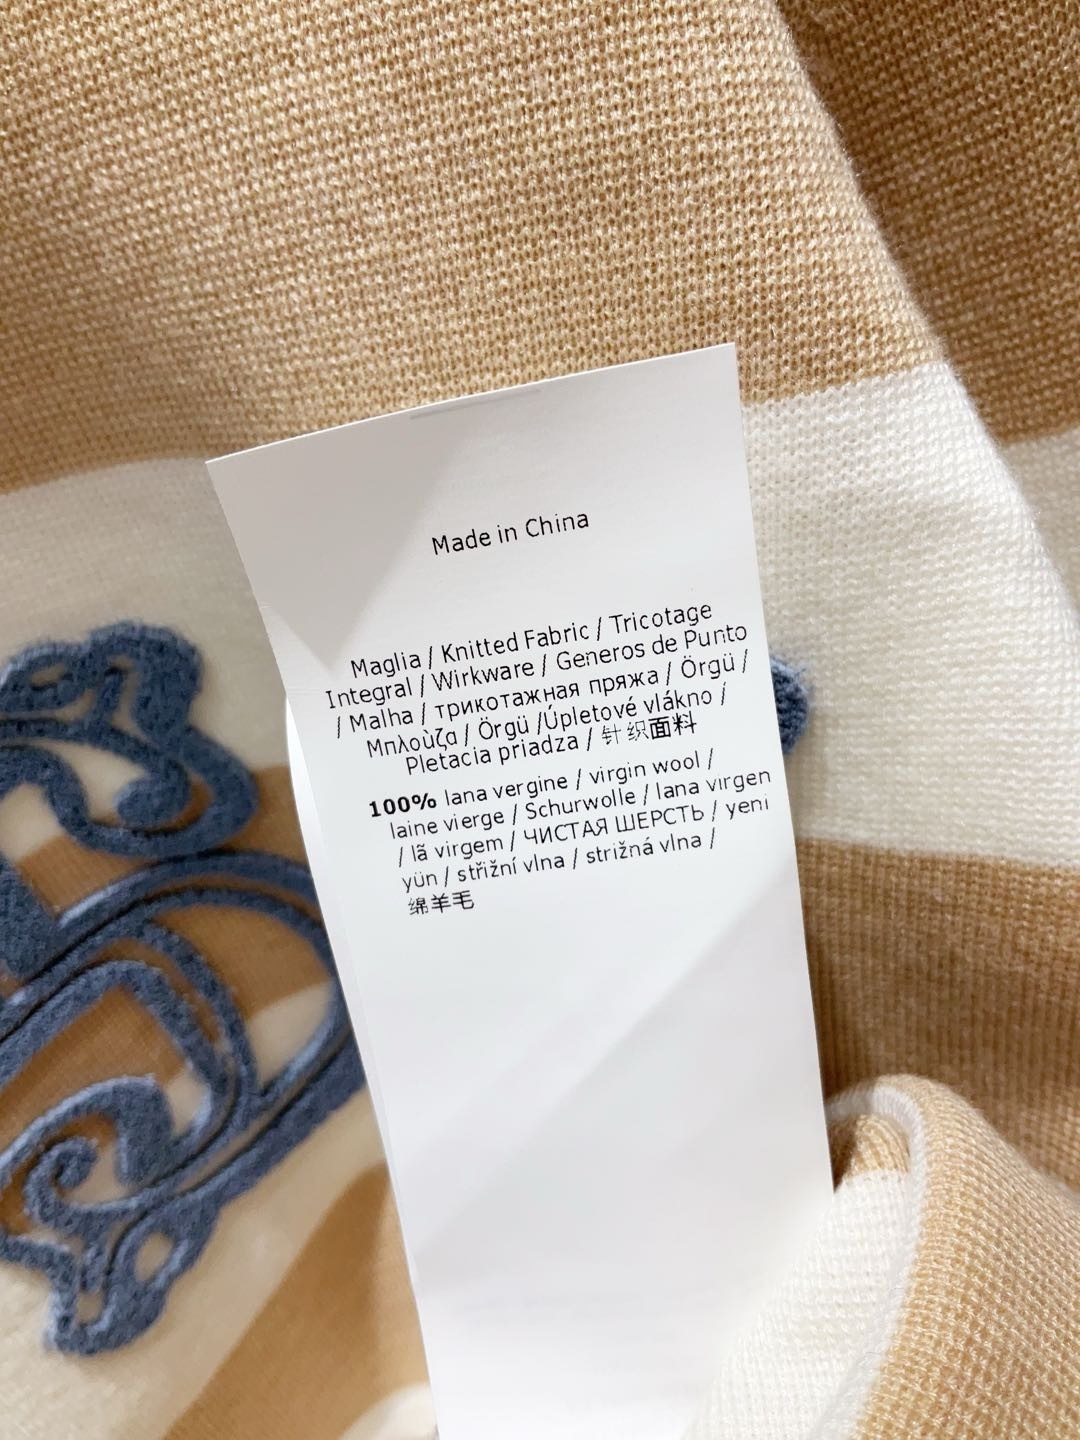 Made in China
Maglia / Knitted Fabric / Tricotage
Integral / Wirkware / Generos de Punto
/ Malha / трикотажная пряжа / Örgü /
Μπλοὺζα / Örgü /Úpletové vlákno /
Pletacia priadza / 针织面料
100% lana vergine / virgin wool /
laine vierge / Schurwolle / lana virgen
/ lã virgem / ЧИСТАЯ ШЕРСТЬ / yeni
yün / střižní vlna / strižná vlna /
绵羊毛